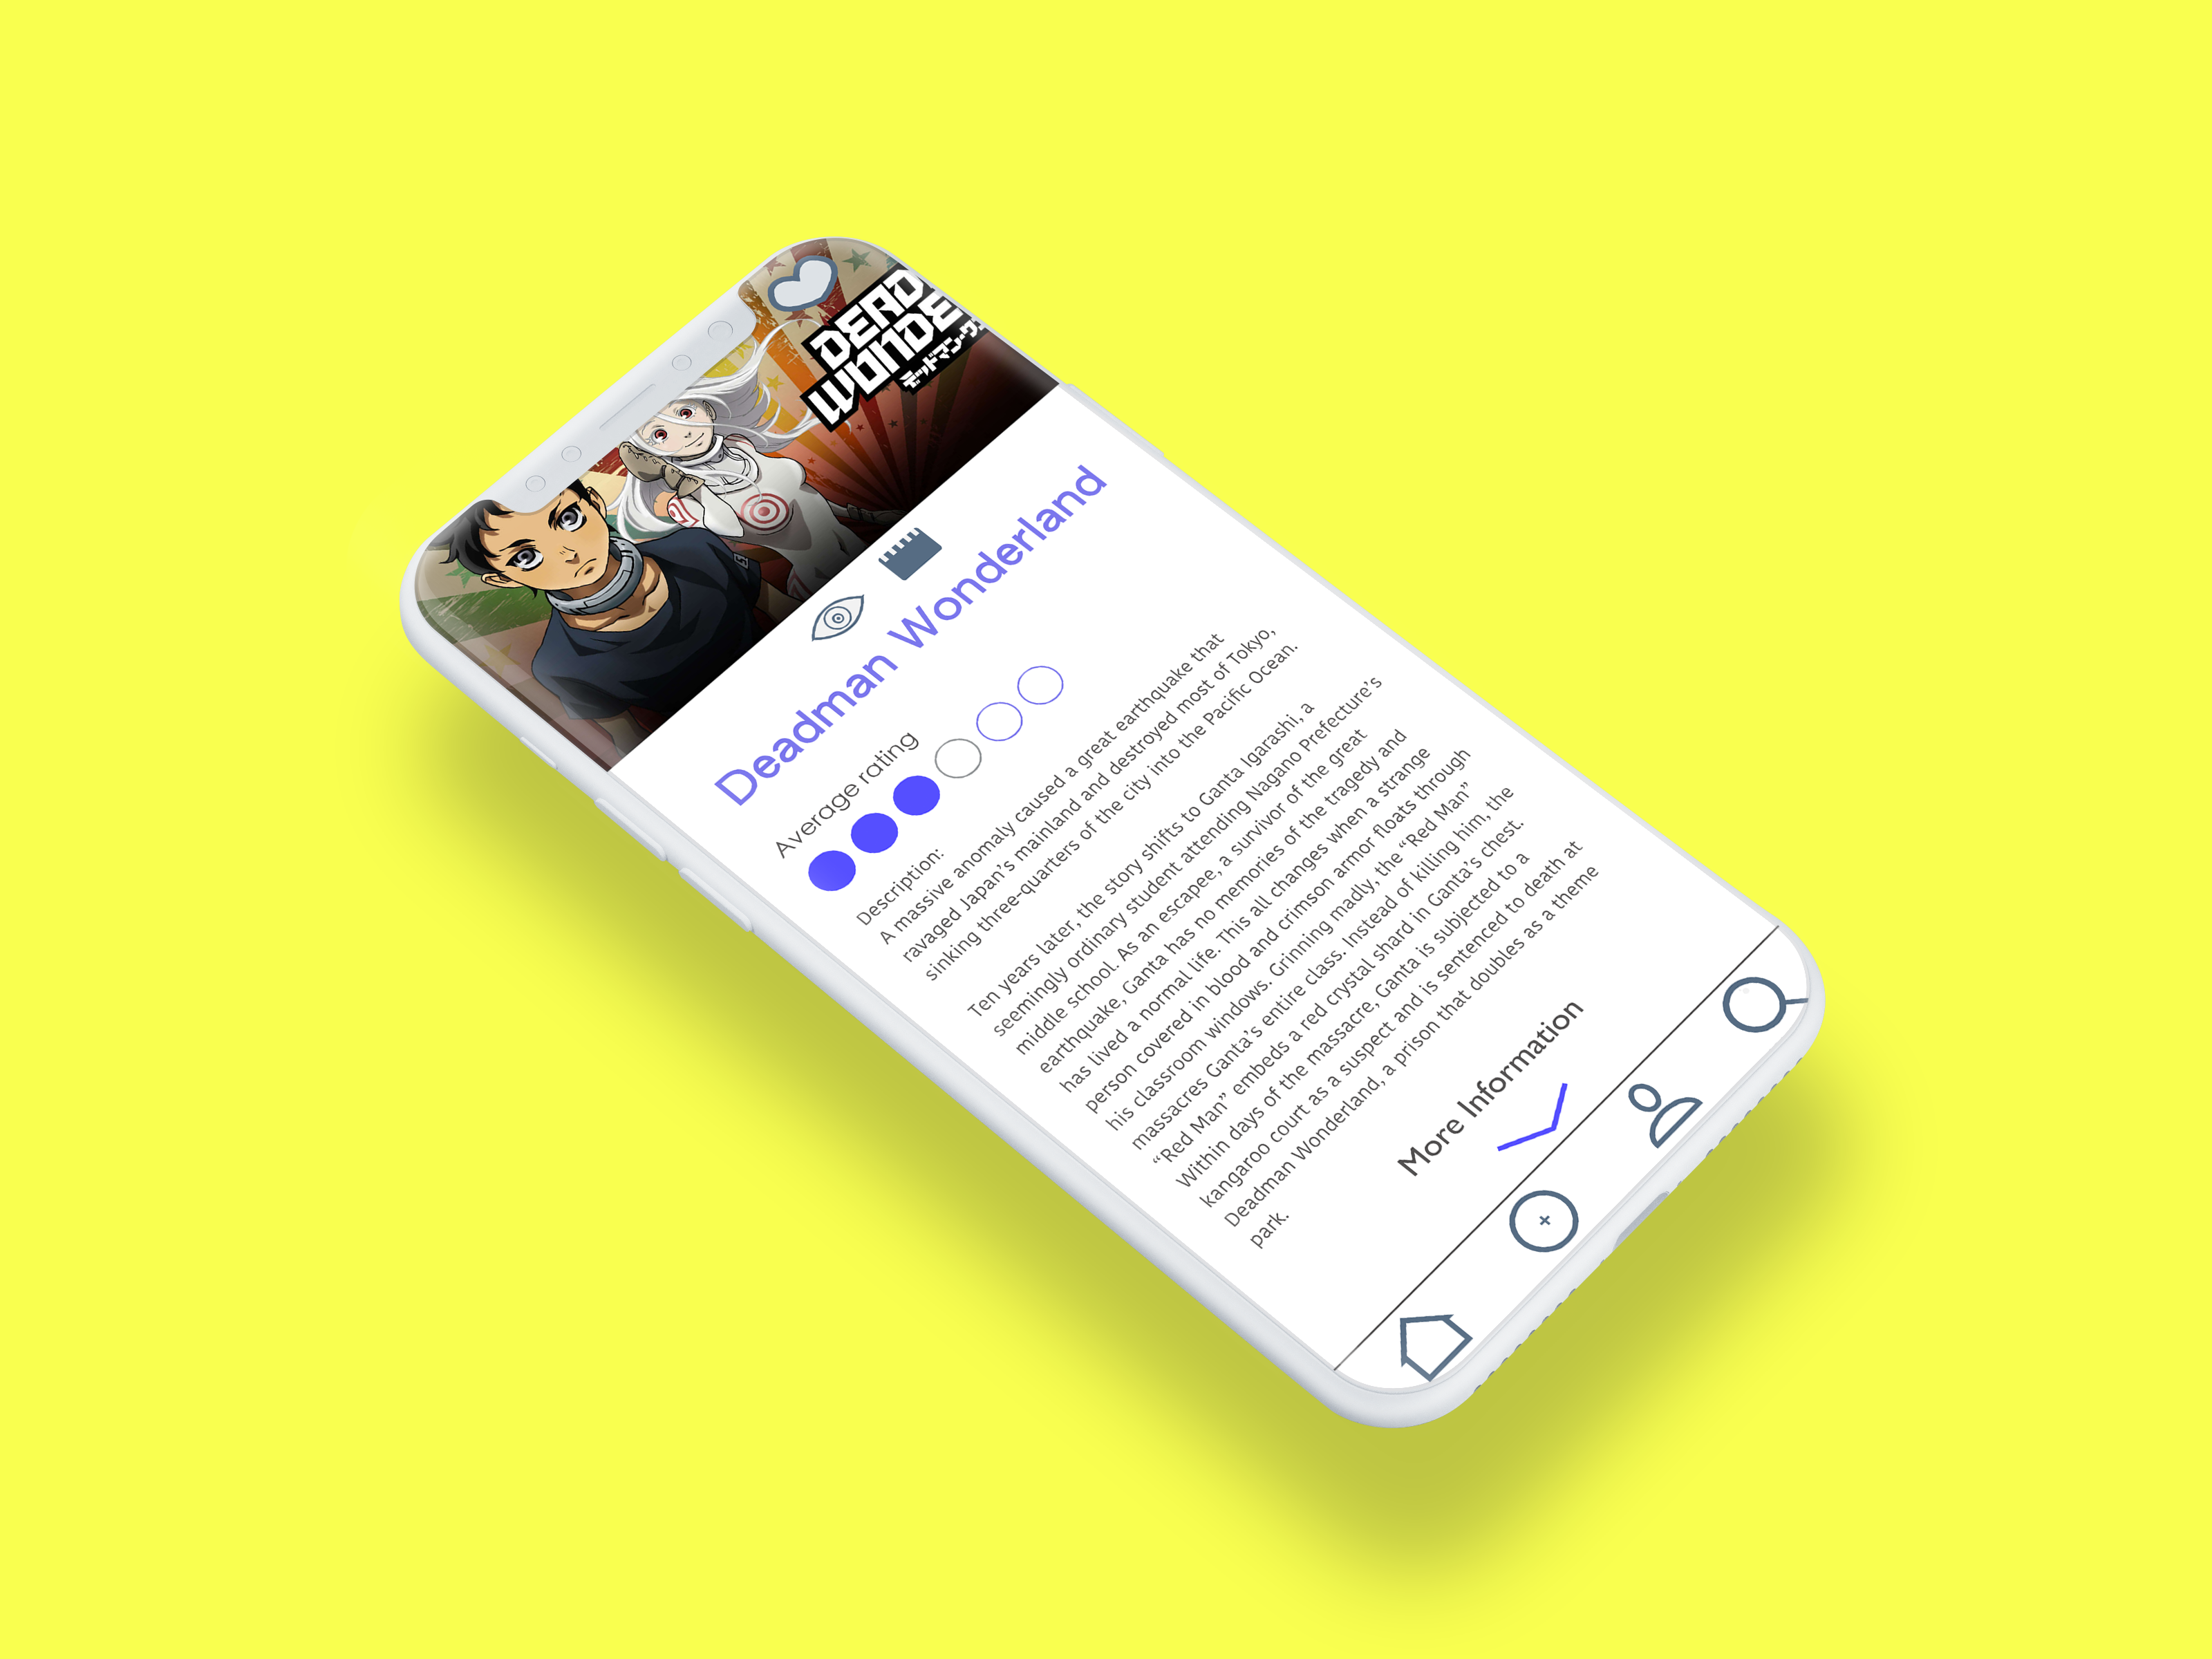 DEAD
WONDE
デッドマン・ワ
Deadman Wonderland
Average rating
Description:
A massive anomaly caused a great earthquake that
ravaged Japan’s mainland and destroyed most of Tokyo,
sinking three-quarters of the city into the Pacific Ocean.
Ten years later, the story shifts to Ganta Igarashi, a
seemingly ordinary student attending Nagano Prefecture’s
middle school. As an escapee, a survivor of the great
earthquake, Ganta has no memories of the tragedy and
has lived a normal life. This all changes when a strange
person covered in blood and crimson armor floats through
his classroom windows. Grinning madly, the “Red Man”
massacres Ganta’s entire class. Instead of killing him, the
“Red Man” embeds a red crystal shard in Ganta’s chest.
Within days of the massacre, Ganta is subjected to a
kangaroo court as a suspect and is sentenced to death at
Deadman Wonderland, a prison that doubles as a theme
park.
More Information